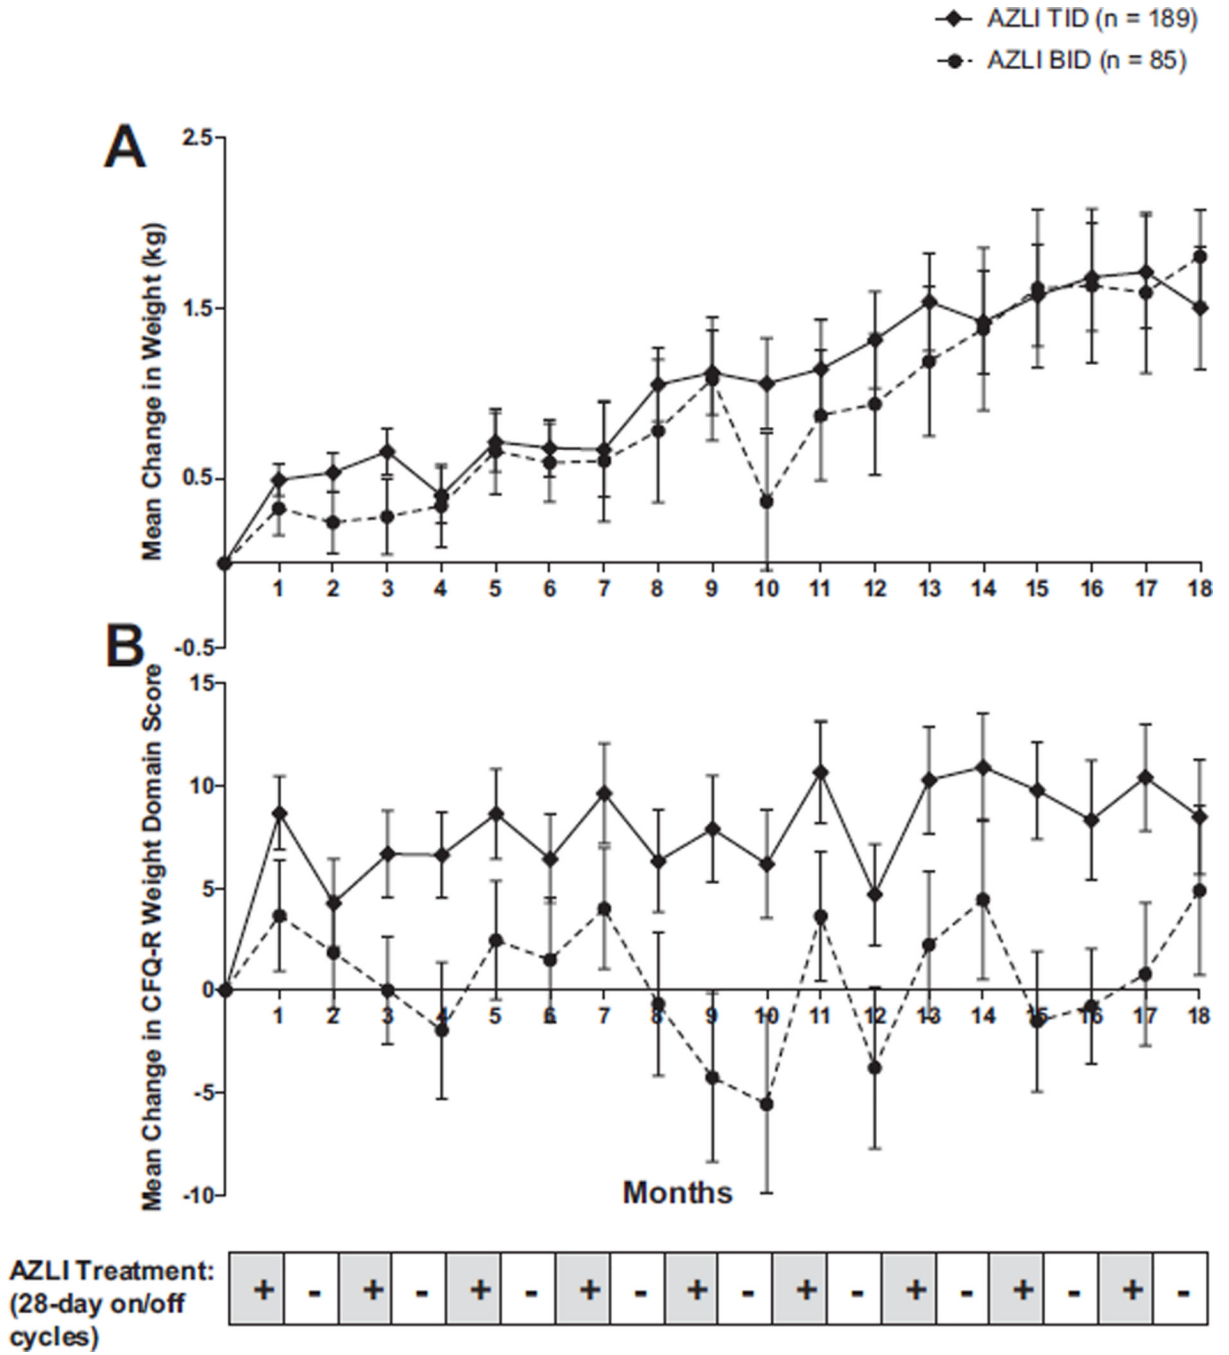 AZLI TID (n = 189)
AZLI BID (n = 85)
A
Mean Change in Weight (kg)
2.5
1.5
0.5
-0.5
1 2 3 4 5 6 7 8 9 10 11 12 13 14 15 16 17 18
B
Mean Change in CFQ-R Weight Domain Score
15
10
5
0
-5
-10
1 2 3 4 5 6 7 8 9 10 11 12 13 14 15 16 17 18
Months
AZLI Treatment:
(28-day on/off
cycles)
+ - + - + - + - + - + - + - + - + -